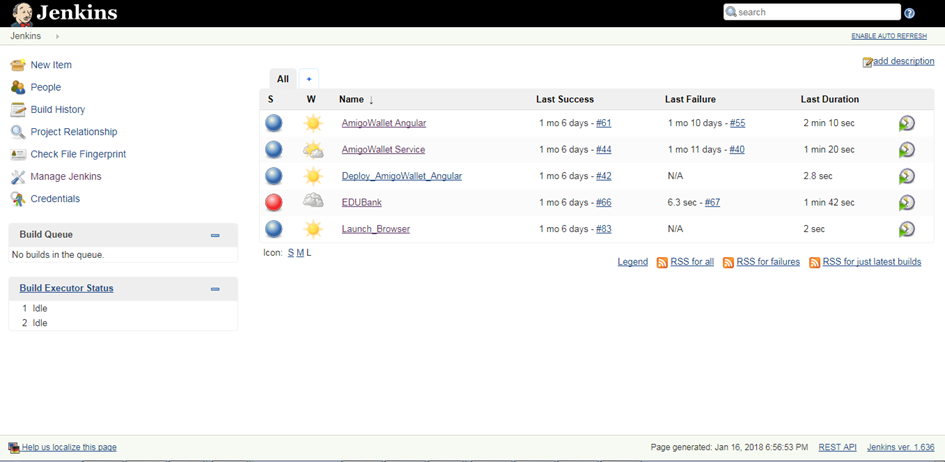 Jenkins
search
Jenkins
ENABLE AUTO REFRESH
New Item
People
Build History
Project Relationship
Check File Fingerprint
Manage Jenkins
Credentials
Build Queue
No builds in the queue.
Build Executor Status
1 Idle
2 Idle
add description
All +
S W Name ↓ Last Success Last Failure Last Duration
AmigoWallet Angular 1 mo 6 days - #61 1 mo 10 days - #55 2 min 10 sec
AmigoWallet Service 1 mo 6 days - #44 1 mo 11 days - #40 1 min 20 sec
Deploy_AmigoWallet_Angular 1 mo 6 days - #42 N/A 2.8 sec
EDUBank 1 mo 6 days - #66 6.3 sec - #67 1 min 42 sec
Launch_Browser 1 mo 6 days - #83 N/A 2 sec
Icon: S M L
Legend RSS for all RSS for failures RSS for just latest builds
Help us localize this page Page generated: Jan 16, 2018 6:56:53 PM REST API Jenkins ver. 1.636